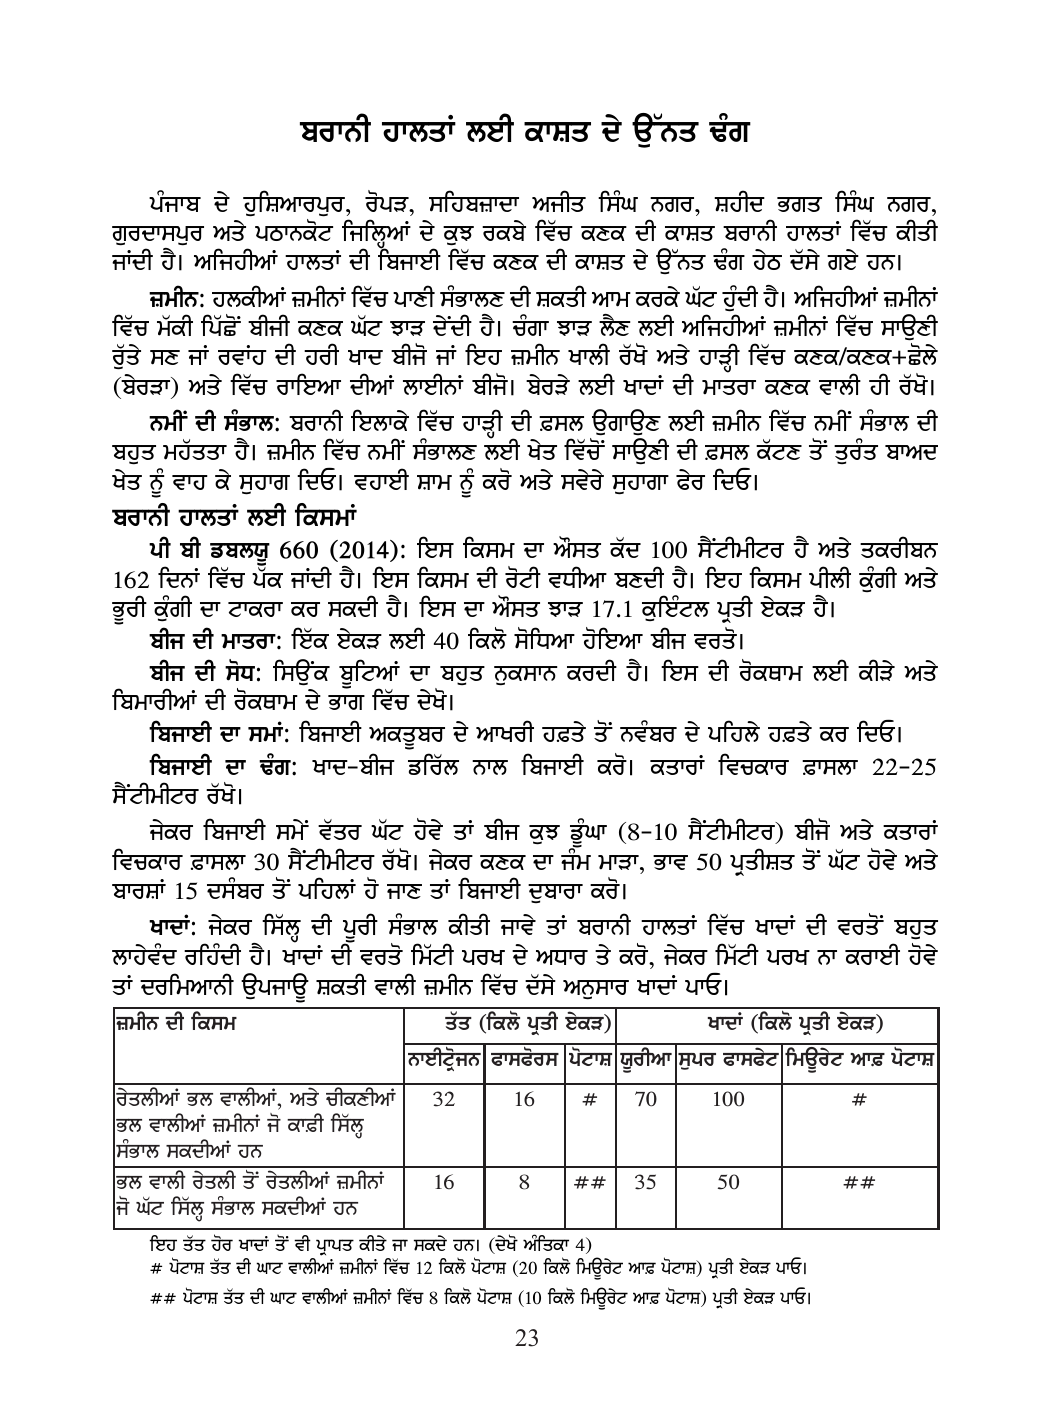 ਬਰਾਨੀ ਹਾਲਤਾਂ ਲਈ ਕਾਸ਼ਤ ਦੇ ਉੱਨਤ ਢੰਗ
ਪੰਜਾਬ ਦੇ ਹੁਸ਼ਿਆਰਪੁਰ, ਰੋਪੜ, ਸਹਿਬਜ਼ਾਦਾ ਅਜੀਤ ਸਿੰਘ ਨਗਰ, ਸ਼ਹੀਦ ਭਗਤ ਸਿੰਘ ਨਗਰ,
ਗੁਰਦਾਸਪੁਰ ਅਤੇ ਪਠਾਨਕੋਟ ਜਿਲ੍ਹਿਆਂ ਦੇ ਕੁਝ ਰਕਬੇ ਵਿੱਚ ਕਣਕ ਦੀ ਕਾਸ਼ਤ ਬਰਾਨੀ ਹਾਲਤਾਂ ਵਿੱਚ ਕੀਤੀ
ਜਾਂਦੀ ਹੈ। ਅਜਿਹੀਆਂ ਹਾਲਤਾਂ ਦੀ ਬਿਜਾਈ ਵਿੱਚ ਕਣਕ ਦੀ ਕਾਸ਼ਤ ਦੇ ਉੱਨਤ ਢੰਗ ਹੇਠ ਦੱਸੇ ਗਏ ਹਨ।
ਜ਼ਮੀਨ: ਹਲਕੀਆਂ ਜ਼ਮੀਨਾਂ ਵਿੱਚ ਪਾਣੀ ਸੰਭਾਲਣ ਦੀ ਸ਼ਕਤੀ ਆਮ ਕਰਕੇ ਘੱਟ ਹੁੰਦੀ ਹੈ। ਅਜਿਹੀਆਂ ਜ਼ਮੀਨਾਂ
ਵਿੱਚ ਮੱਕੀ ਪਿੱਛੋਂ ਬੀਜੀ ਕਣਕ ਘੱਟ ਝਾੜ ਦੇਂਦੀ ਹੈ। ਚੰਗਾ ਝਾੜ ਲੈਣ ਲਈ ਅਜਿਹੀਆਂ ਜ਼ਮੀਨਾਂ ਵਿੱਚ ਸਾਉਣੀ
ਰੁੱਤੇ ਸਣ ਜਾਂ ਰਵਾਂਹ ਦੀ ਹਰੀ ਖਾਦ ਬੀਜੋ ਜਾਂ ਇਹ ਜ਼ਮੀਨ ਖਾਲੀ ਰੱਖੋ ਅਤੇ ਹਾੜ੍ਹੀ ਵਿੱਚ ਕਣਕ/ਕਣਕ+ਛੋਲੇ
(ਬੇਰੜਾ) ਅਤੇ ਵਿੱਚ ਰਾਇਆ ਦੀਆਂ ਲਾਈਨਾਂ ਬੀਜੋ। ਬੇਰੜੇ ਲਈ ਖਾਦਾਂ ਦੀ ਮਾਤਰਾ ਕਣਕ ਵਾਲੀ ਹੀ ਰੱਖੋ।
ਨਮੀਂ ਦੀ ਸੰਭਾਲ: ਬਰਾਨੀ ਇਲਾਕੇ ਵਿੱਚ ਹਾੜ੍ਹੀ ਦੀ ਫ਼ਸਲ ਉਗਾਉਣ ਲਈ ਜ਼ਮੀਨ ਵਿੱਚ ਨਮੀਂ ਸੰਭਾਲ ਦੀ
ਬਹੁਤ ਮਹੱਤਤਾ ਹੈ। ਜ਼ਮੀਨ ਵਿੱਚ ਨਮੀਂ ਸੰਭਾਲਣ ਲਈ ਖੇਤ ਵਿੱਚੋਂ ਸਾਉਣੀ ਦੀ ਫ਼ਸਲ ਕੱਟਣ ਤੋਂ ਤੁਰੰਤ ਬਾਅਦ
ਖੇਤ ਨੂੰ ਵਾਹ ਕੇ ਸੁਹਾਗ ਦਿਓ। ਵਹਾਈ ਸ਼ਾਮ ਨੂੰ ਕਰੋ ਅਤੇ ਸਵੇਰੇ ਸੁਹਾਗਾ ਫੇਰ ਦਿਓ।
ਬਰਾਨੀ ਹਾਲਤਾਂ ਲਈ ਕਿਸਮਾਂ
ਪੀ ਬੀ ਡਬਲਯੂ 660 (2014): ਇਸ ਕਿਸਮ ਦਾ ਔਸਤ ਕੱਦ 100 ਸੈਂਟੀਮੀਟਰ ਹੈ ਅਤੇ ਤਕਰੀਬਨ
162 ਦਿਨਾਂ ਵਿੱਚ ਪੱਕ ਜਾਂਦੀ ਹੈ। ਇਸ ਕਿਸਮ ਦੀ ਰੋਟੀ ਵਧੀਆ ਬਣਦੀ ਹੈ। ਇਹ ਕਿਸਮ ਪੀਲੀ ਕੁੰਗੀ ਅਤੇ
ਭੂਰੀ ਕੁੰਗੀ ਦਾ ਟਾਕਰਾ ਕਰ ਸਕਦੀ ਹੈ। ਇਸ ਦਾ ਔਸਤ ਝਾੜ 17.1 ਕੁਇੰਟਲ ਪ੍ਰਤੀ ਏਕੜ ਹੈ।
ਬੀਜ ਦੀ ਮਾਤਰਾ: ਇੱਕ ਏਕੜ ਲਈ 40 ਕਿਲੋ ਸੋਧਿਆ ਹੋਇਆ ਬੀਜ ਵਰਤੋ।
ਬੀਜ ਦੀ ਸੋਧ: ਸਿਉਂਕ ਬੂਟਿਆਂ ਦਾ ਬਹੁਤ ਨੁਕਸਾਨ ਕਰਦੀ ਹੈ। ਇਸ ਦੀ ਰੋਕਥਾਮ ਲਈ ਕੀੜੇ ਅਤੇ
ਬਿਮਾਰੀਆਂ ਦੀ ਰੋਕਥਾਮ ਦੇ ਭਾਗ ਵਿੱਚ ਦੇਖੋ।
ਬਿਜਾਈ ਦਾ ਸਮਾਂ: ਬਿਜਾਈ ਅਕਤੂਬਰ ਦੇ ਆਖਰੀ ਹਫ਼ਤੇ ਤੋਂ ਨਵੰਬਰ ਦੇ ਪਹਿਲੇ ਹਫ਼ਤੇ ਕਰ ਦਿਓ।
ਬਿਜਾਈ ਦਾ ਢੰਗ: ਖਾਦ-ਬੀਜ ਡਰਿੱਲ ਨਾਲ ਬਿਜਾਈ ਕਰੋ। ਕਤਾਰਾਂ ਵਿਚਕਾਰ ਫ਼ਾਸਲਾ 22-25
ਸੈਂਟੀਮੀਟਰ ਰੱਖੋ।
ਜੇਕਰ ਬਿਜਾਈ ਸਮੇਂ ਵੱਤਰ ਘੱਟ ਹੋਵੇ ਤਾਂ ਬੀਜ ਕੁਝ ਡੂੰਘਾ (8-10 ਸੈਂਟੀਮੀਟਰ) ਬੀਜੋ ਅਤੇ ਕਤਾਰਾਂ
ਵਿਚਕਾਰ ਫ਼ਾਸਲਾ 30 ਸੈਂਟੀਮੀਟਰ ਰੱਖੋ। ਜੇਕਰ ਕਣਕ ਦਾ ਜੰਮ ਮਾੜਾ, ਭਾਵ 50 ਪ੍ਰਤੀਸ਼ਤ ਤੋਂ ਘੱਟ ਹੋਵੇ ਅਤੇ
ਬਾਰਸ਼ਾਂ 15 ਦਸੰਬਰ ਤੋਂ ਪਹਿਲਾਂ ਹੋ ਜਾਣ ਤਾਂ ਬਿਜਾਈ ਦੁਬਾਰਾ ਕਰੋ।
ਖਾਦਾਂ: ਜੇਕਰ ਸਿੱਲ੍ਹ ਦੀ ਪੂਰੀ ਸੰਭਾਲ ਕੀਤੀ ਜਾਵੇ ਤਾਂ ਬਰਾਨੀ ਹਾਲਤਾਂ ਵਿੱਚ ਖਾਦਾਂ ਦੀ ਵਰਤੋਂ ਬਹੁਤ
ਲਾਹੇਵੰਦ ਰਹਿੰਦੀ ਹੈ। ਖਾਦਾਂ ਦੀ ਵਰਤੋ ਮਿੱਟੀ ਪਰਖ ਦੇ ਅਧਾਰ ਤੇ ਕਰੋ, ਜੇਕਰ ਮਿੱਟੀ ਪਰਖ ਨਾ ਕਰਾਈ ਹੋਵੇ
ਤਾਂ ਦਰਮਿਆਨੀ ਉਪਜਾਊ ਸ਼ਕਤੀ ਵਾਲੀ ਜ਼ਮੀਨ ਵਿੱਚ ਦੱਸੇ ਅਨੁਸਾਰ ਖਾਦਾਂ ਪਾਓ।
ਜ਼ਮੀਨ ਦੀ ਕਿਸਮ ਤੱਤ (ਕਿਲੋ ਪ੍ਰਤੀ ਏਕੜ) ਖਾਦਾਂ (ਕਿਲੋ ਪ੍ਰਤੀ ਏਕੜ)
ਨਾਈਟ੍ਰੋਜਨ ਫਾਸਫੋਰਸ ਪੋਟਾਸ਼ ਯੂਰੀਆ ਸੁਪਰ ਫਾਸਫੇਟ ਮਿਊਰੇਟ ਆਫ਼ ਪੋਟਾਸ਼
ਰੇਤਲੀਆਂ ਭਲ ਵਾਲੀਆਂ, ਅਤੇ ਚੀਕਣੀਆਂ 32 16 # 70 100 #
ਭਲ ਵਾਲੀਆਂ ਜ਼ਮੀਨਾਂ ਜੋ ਕਾਫ਼ੀ ਸਿੱਲ੍ਹ
ਸੰਭਾਲ ਸਕਦੀਆਂ ਹਨ
ਭਲ ਵਾਲੀ ਰੇਤਲੀ ਤੋਂ ਰੇਤਲੀਆਂ ਜ਼ਮੀਨਾਂ 16 8 ## 35 50 ##
ਜੋ ਘੱਟ ਸਿੱਲ੍ਹ ਸੰਭਾਲ ਸਕਦੀਆਂ ਹਨ
ਇਹ ਤੱਤ ਹੋਰ ਖਾਦਾਂ ਤੋਂ ਵੀ ਪ੍ਰਾਪਤ ਕੀਤੇ ਜਾ ਸਕਦੇ ਹਨ। (ਦੇਖੋ ਅੰਤਿਕਾ 4)
# ਪੋਟਾਸ਼ ਤੱਤ ਦੀ ਘਾਟ ਵਾਲੀਆਂ ਜ਼ਮੀਨਾਂ ਵਿੱਚ 12 ਕਿਲੋ ਪੋਟਾਸ਼ (20 ਕਿਲੋ ਮਿਊਰੇਟ ਆਫ਼ ਪੋਟਾਸ਼) ਪ੍ਰਤੀ ਏਕੜ ਪਾਓ।
## ਪੋਟਾਸ਼ ਤੱਤ ਦੀ ਘਾਟ ਵਾਲੀਆਂ ਜ਼ਮੀਨਾਂ ਵਿੱਚ 8 ਕਿਲੋ ਪੋਟਾਸ਼ (10 ਕਿਲੋ ਮਿਊਰੇਟ ਆਫ਼ ਪੋਟਾਸ਼) ਪ੍ਰਤੀ ਏਕੜ ਪਾਓ।
23